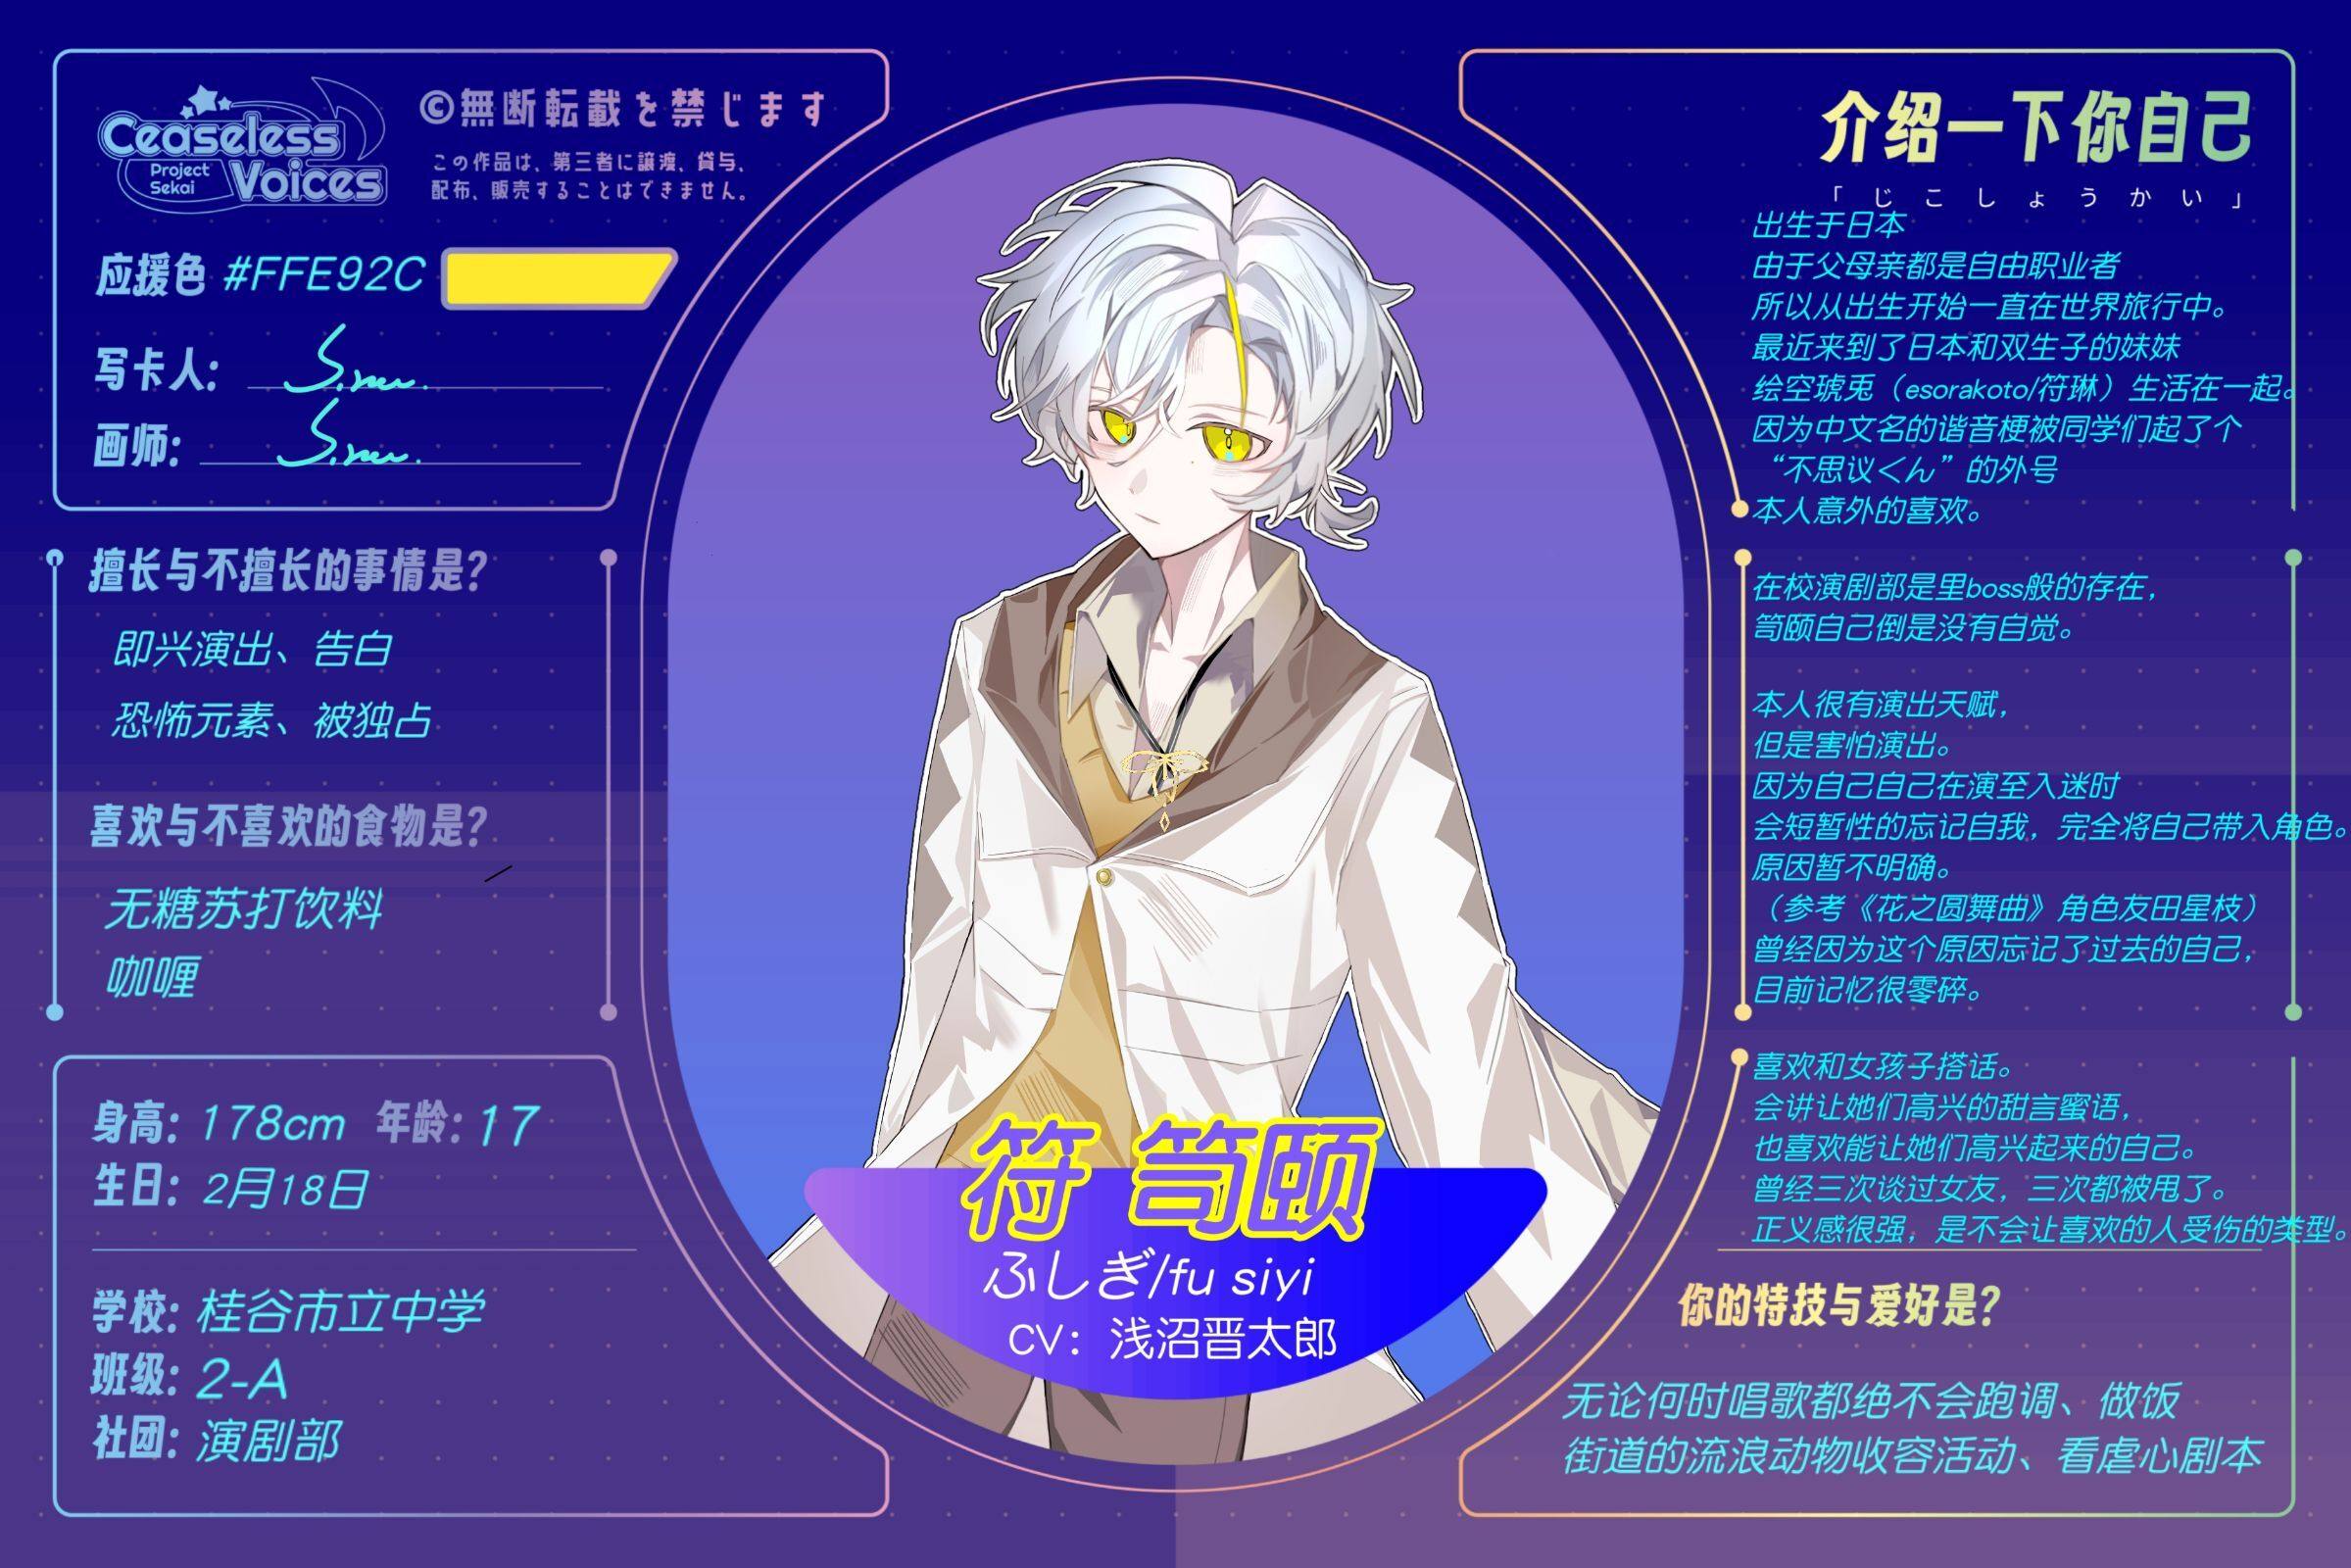 Ceaseless
Project
Sekai
Voices
©無断転載を禁じます
この作品は、第三者に譲渡、貸与、
配布、販売することはできません。
应援色 #FFE92C
写卡人:
画师:
擅长与不擅长的事情是?
即兴演出、告白
恐怖元素、被独占
喜欢与不喜欢的食物是?
无糖苏打饮料
咖喱
身高: 178cm 年龄: 17
生日: 2月18日
学校: 桂谷市立中学
班级: 2-A
社团: 演剧部
符 笥颐
ふしぎ/fu siyi
CV：浅沼晋太郎
介绍一下你自己
「じこしょうかい」
出生于日本
由于父母亲都是自由职业者
所以从出生开始一直在世界旅行中。
最近来到了日本和双生子的妹妹
绘空琥兎（esorakoto/符琳）生活在一起。
因为中文名的谐音梗被同学们起了个
“不思议くん”的外号
本人意外的喜欢。
在校演剧部是里boss般的存在，
笥颐自己倒是没有自觉。
本人很有演出天赋，
但是害怕演出。
因为自己自己在演至入迷时
会短暂性的忘记自我，完全将自己带入角色。
原因暂不明确。
（参考《花之圆舞曲》角色友田星枝）
曾经因为这个原因忘记了过去的自己，
目前记忆很零碎。
喜欢和女孩子搭话。
会讲让她们高兴的甜言蜜语，
也喜欢能让她们高兴起来的自己。
曾经三次谈过女友，三次都被甩了。
正义感很强，是不会让喜欢的人受伤的类型。
你的特技与爱好是?
无论何时唱歌都绝不会跑调、做饭
街道的流浪动物收容活动、看虐心剧本